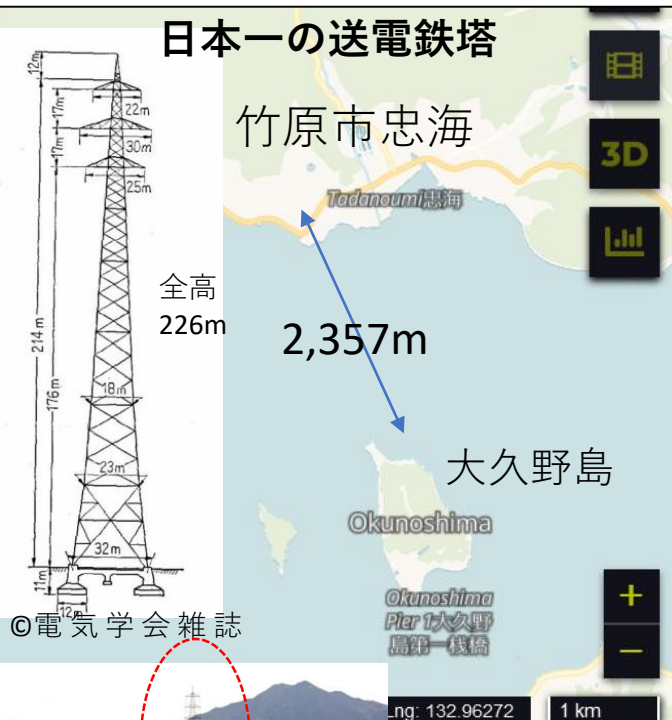 日本一の送電鉄塔
12m
22m
17m
30m
17m
25m
214m
176m
18m
23m
32m
11m
12m
全高
226m
©電気学会雑誌
竹原市忠海
Tadanoumi忠海
2,357m
大久野島
Okunoshima
Okunoshima
Pier 1大久野
島第一桟橋
3D
+
−
Lng: 132.96272
1 km